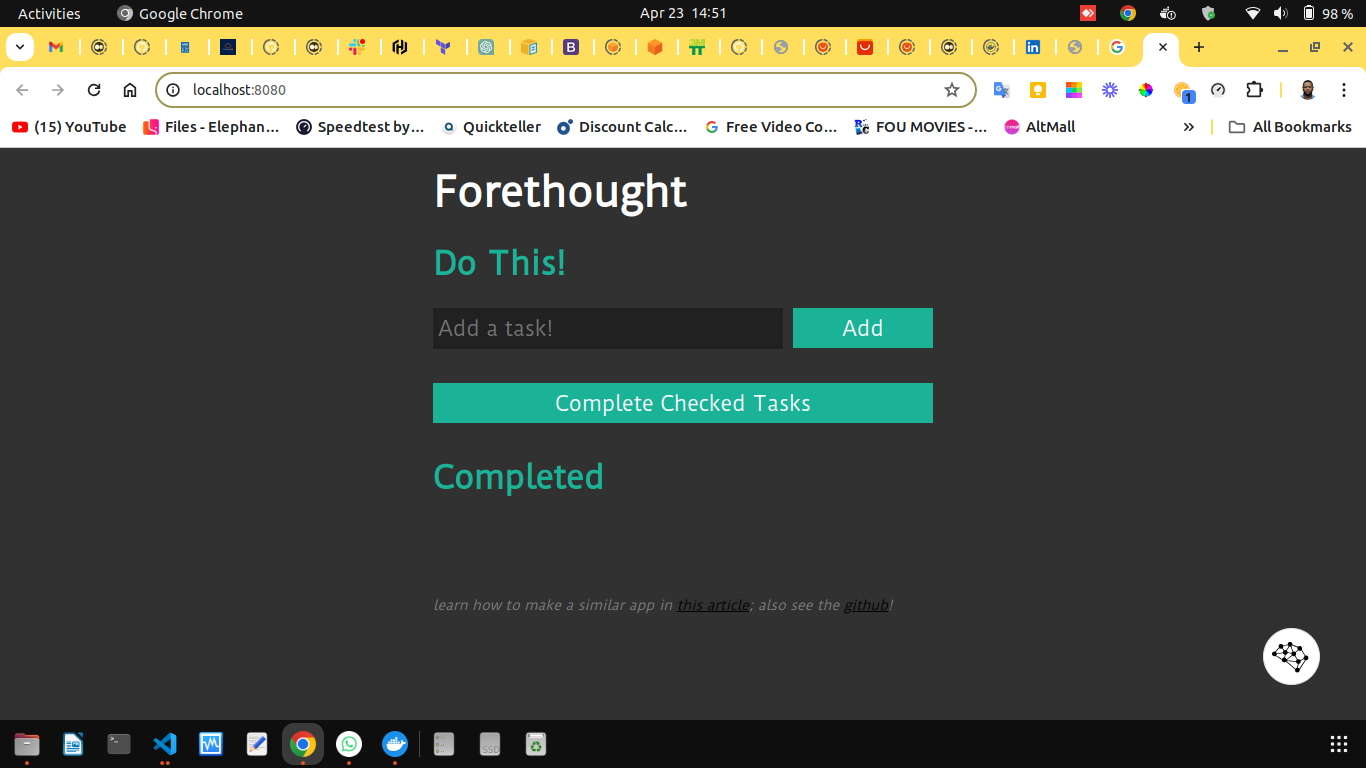 Activities Google Chrome Apr 23 14:51 98 %
localhost:8080 1
(15) YouTube Files - Elephan... Speedtest by... Quickteller Discount Calc... Free Video Co... FOU MOVIES -... AltMall » All Bookmarks
Forethought
Do This!
Add a task! Add
Complete Checked Tasks
Completed
learn how to make a similar app in this article; also see the github!
SSD